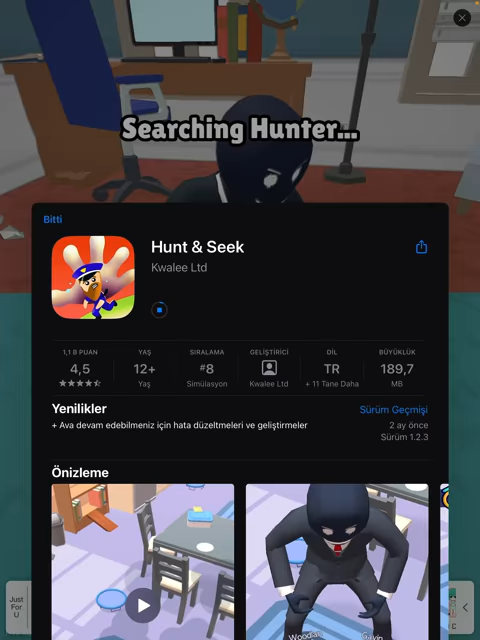 Searching Hunter...
Bitti
Hunt & Seek
Kwalee Ltd
1,1 B PUAN
4,5
YAŞ
12+
Yaş
SIRALAMA
#8
Simülasyon
GELİŞTİRİCİ
Kwalee Ltd
DİL
TR
+ 11 Tane Daha
BÜYÜKLÜK
189,7
MB
Yenilikler
Sürüm Geçmişi
+ Ava devam edebilmeniz için hata düzeltmeleri ve geliştirmeler
2 ay önce
Sürüm 1.2.3
Önizleme
Just
For
U